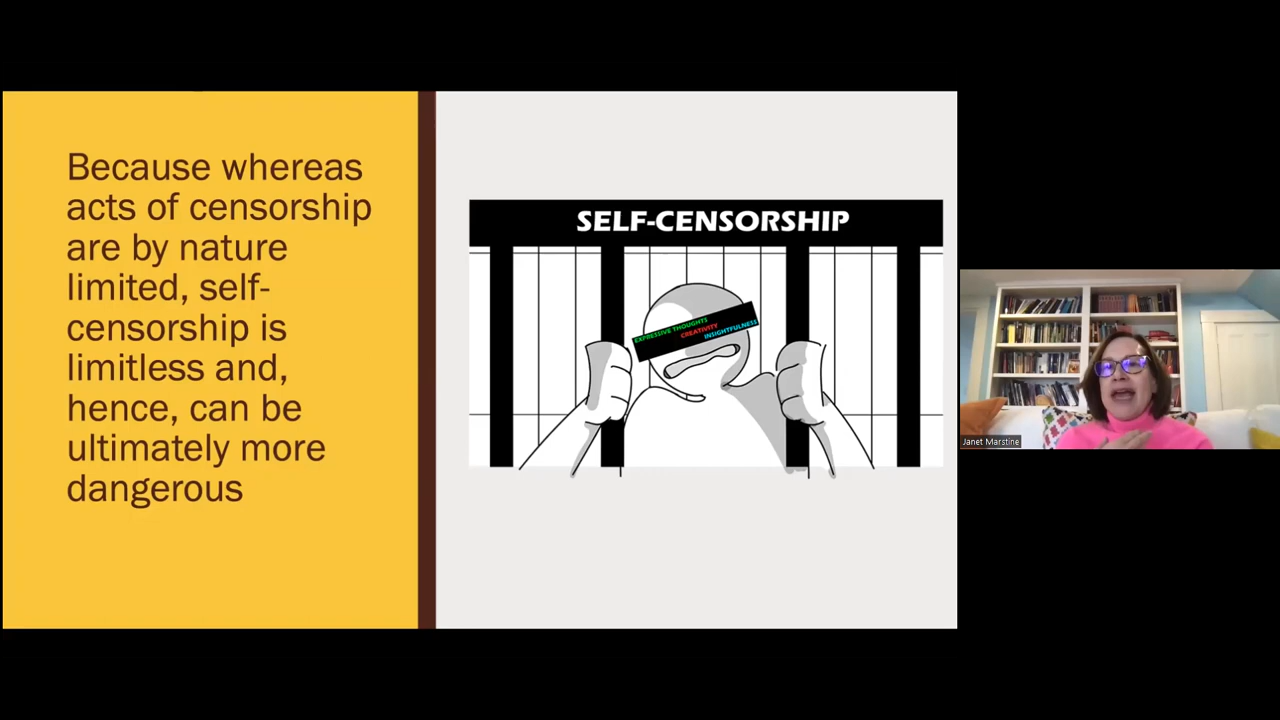 Because whereas
acts of censorship
are by nature
limited, self-
censorship is
limitless and,
hence, can be
ultimately more
dangerous
SELF-CENSORSHIP
EXPRESSIVE THOUGHTS
CREATIVITY
INSIGHTFULNESS
Janet Marstine